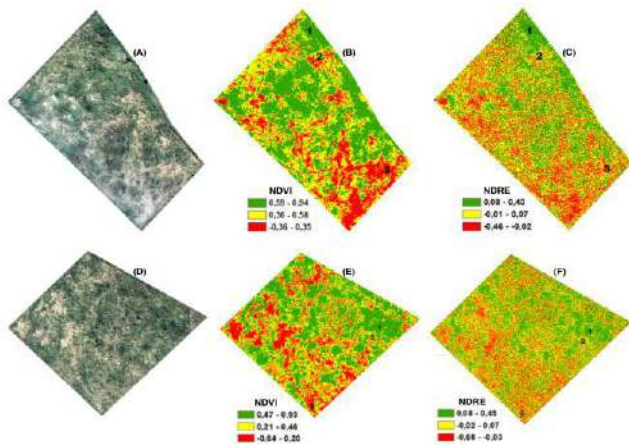 (A)
(B)
(C)
1
2
3
1
2
3
NDVI
0,59 - 0,94
0,36 - 0,58
-0,36 - 0,35
NDRE
0,08 - 0,43
-0,01 - 0,07
-0,46 - -0,02
(D)
(E)
(F)
1
2
NDVI
0,47 - 0,93
0,21 - 0,46
-0,64 - 0,20
NDRE
0,08 - 0,45
-0,02 - 0,07
-0,68 - -0,03